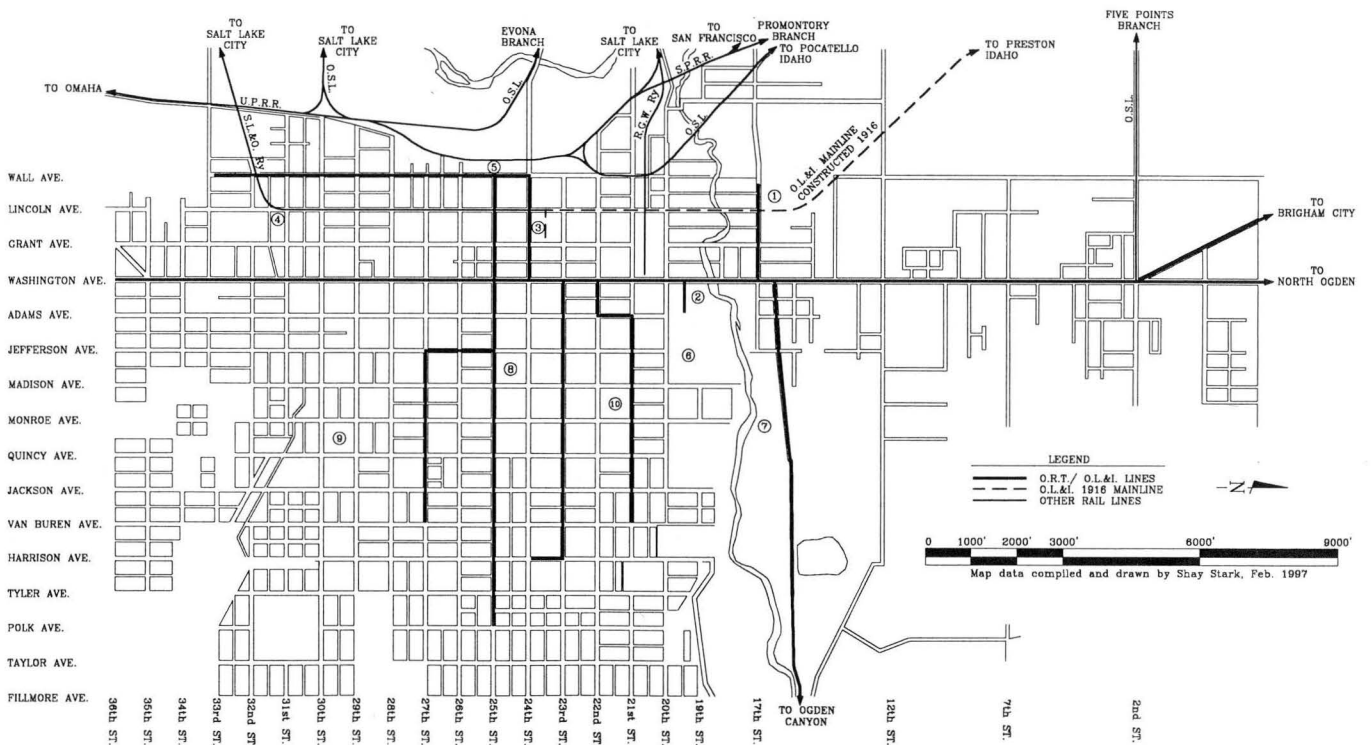 TO
SALT LAKE
CITY
TO
SALT LAKE
CITY
EVONA
BRANCH
TO
SALT LAKE
CITY
TO
SAN FRANCISCO
PROMONTORY
BRANCH
TO POCATELLO
IDAHO
TO PRESTON
IDAHO
FIVE POINTS
BRANCH
TO OMAHA
U.P.R.R.
O.S.L.
S.L.&O. Ry
O.S.L.
R.G.W. Ry
S.P.R.R.
O.S.L.
O.S.L.
O.L.&I. MAINLINE
CONSTRUCTED 1916
TO
BRIGHAM CITY
TO
NORTH OGDEN
WALL AVE.
LINCOLN AVE.
GRANT AVE.
WASHINGTON AVE.
ADAMS AVE.
JEFFERSON AVE.
MADISON AVE.
MONROE AVE.
QUINCY AVE.
JACKSON AVE.
VAN BUREN AVE.
HARRISON AVE.
TYLER AVE.
POLK AVE.
TAYLOR AVE.
FILLMORE AVE.
5
1
4
3
2
6
8
10
7
9
LEGEND
O.R.T./ O.L.&I. LINES
O.L.&I. 1916 MAINLINE
OTHER RAIL LINES
N
0 1000' 2000' 3000' 6000' 9000'
Map data compiled and drawn by Shay Stark, Feb. 1997
TO OGDEN
CANYON
36th ST.
35th ST.
34th ST.
33rd ST.
32nd ST.
31st ST.
30th ST.
29th ST.
28th ST.
27th ST.
26th ST.
25th ST.
24th ST.
23rd ST.
22nd ST.
21st ST.
20th ST.
19th ST.
17th ST.
12th ST.
7th ST.
2nd ST.